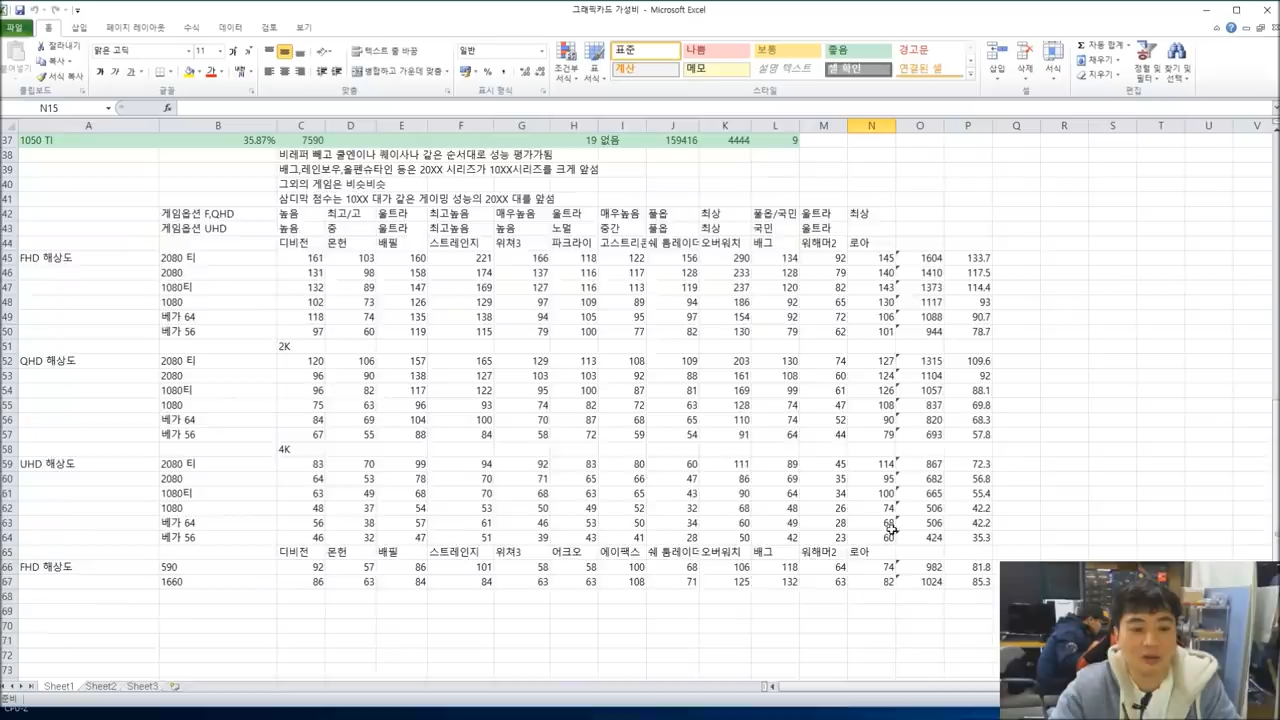 그래픽카드 가성비 - Microsoft Excel
파일 홈 삽입 페이지 레이아웃 수식 데이터 검토 보기
잘라내기 복사 서식 복사 붙여넣기 클립보드
맑은 고딕 11 가 가 가 글꼴
텍스트 줄 바꿈 병합하고 가운데 맞춤 맞춤
일반 % 표시 형식
조건부 서식 표 서식 표준 나쁨 보통 좋음 경고문 계산 메모 설명 텍스트 셀 확인 연결된 셀 스타일
삽입 삭제 서식 셀
자동 합계 채우기 지우기 정렬 및 필터 찾기 및 선택 편집
N15 fx
A B C D E F G H I J K L M N O P Q R S T U V
37 1050 TI 35.87% 7590 19 없음 159416 4444 9
38 비레퍼 빼고 쿨엔이나 퀘이사나 같은 순서대로 성능 평가가됨
39 배그,레인보우,울펜슈타인 등은 20XX 시리즈가 10XX시리즈를 크게 앞섬
40 그외의 게임은 비슷비슷
41 삼디막 점수는 10XX 대가 같은 게이밍 성능의 20XX 대를 앞섬
42 게임옵션 F,QHD 높음 최고/고 울트라 최고높음 매우높음 울트라 매우높음 풀옵 최상 풀옵/국민 울트라 최상
43 게임옵션 UHD 높음 중 울트라 최고높음 높음 노멀 중간 풀옵 최상 국민 울트라
44 디비전 온헌 배필 스트레인지 위쳐3 파크라이 고스트리콘 쉐 툼레이더 오버워치 배그 워해머2 로아
45 FHD 해상도 2080 티 161 103 160 221 166 118 122 156 290 134 92 145 1604 133.7
46 2080 131 98 158 174 137 116 117 128 233 128 79 140 1410 117.5
47 1080티 132 89 147 169 127 116 113 119 237 120 82 143 1373 114.4
48 1080 102 73 126 129 97 109 89 94 186 92 65 130 1117 93
49 베가 64 118 74 135 138 94 105 95 97 154 92 72 106 1088 90.7
50 베가 56 97 60 119 115 79 100 77 82 130 79 62 101 944 78.7
51 2K
52 QHD 해상도 2080 티 120 106 157 165 129 113 108 109 203 130 74 127 1315 109.6
53 2080 96 90 138 127 103 103 92 88 161 108 60 124 1104 92
54 1080티 96 82 117 122 95 100 87 81 169 99 61 126 1057 88.1
55 1080 75 63 96 93 74 82 72 63 128 74 47 108 837 69.8
56 베가 64 84 69 104 100 70 87 68 65 110 74 52 90 820 68.3
57 베가 56 67 55 88 84 58 72 59 54 91 64 44 79 693 57.8
58 4K
59 UHD 해상도 2080 티 83 70 99 94 92 83 80 60 111 89 45 114 867 72.3
60 2080 64 53 78 70 71 65 66 47 86 69 35 95 682 56.8
61 1080티 63 49 68 70 68 63 65 43 90 64 34 100 665 55.4
62 1080 48 37 54 53 50 49 52 32 68 48 26 74 506 42.2
63 베가 64 56 38 57 61 46 53 50 34 60 49 28 68 506 42.2
64 베가 56 46 32 47 51 39 43 41 28 50 42 23 60 424 35.3
65 디비전 온헌 배필 스트레인지 위쳐3 어크오 에이팩스 쉐 툼레이더 오버워치 배그 워해머2 로아
66 FHD 해상도 590 92 57 86 101 58 58 100 68 106 118 64 74 982 81.8
67 1660 86 63 84 84 63 63 108 71 125 132 63 82 1024 85.3
68
69
70
71
72
73
Sheet1 Sheet2 Sheet3
준비
CPU-Z